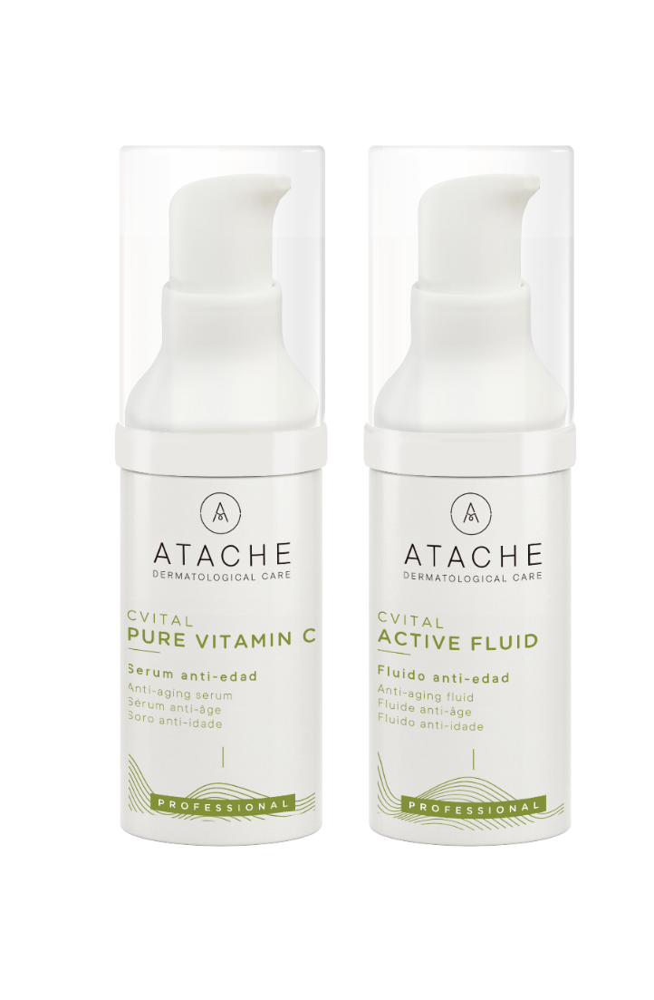 ATACHE
DERMATOLOGICAL CARE
CVITAL
PURE VITAMIN C
Serum anti-edad
Anti-aging serum
Sérum anti-âge
Soro anti-idade
PROFESSIONAL
ATACHE
DERMATOLOGICAL CARE
CVITAL
ACTIVE FLUID
Fluido anti-edad
Anti-aging fluid
Fluide anti-âge
Fluido anti-idade
PROFESSIONAL